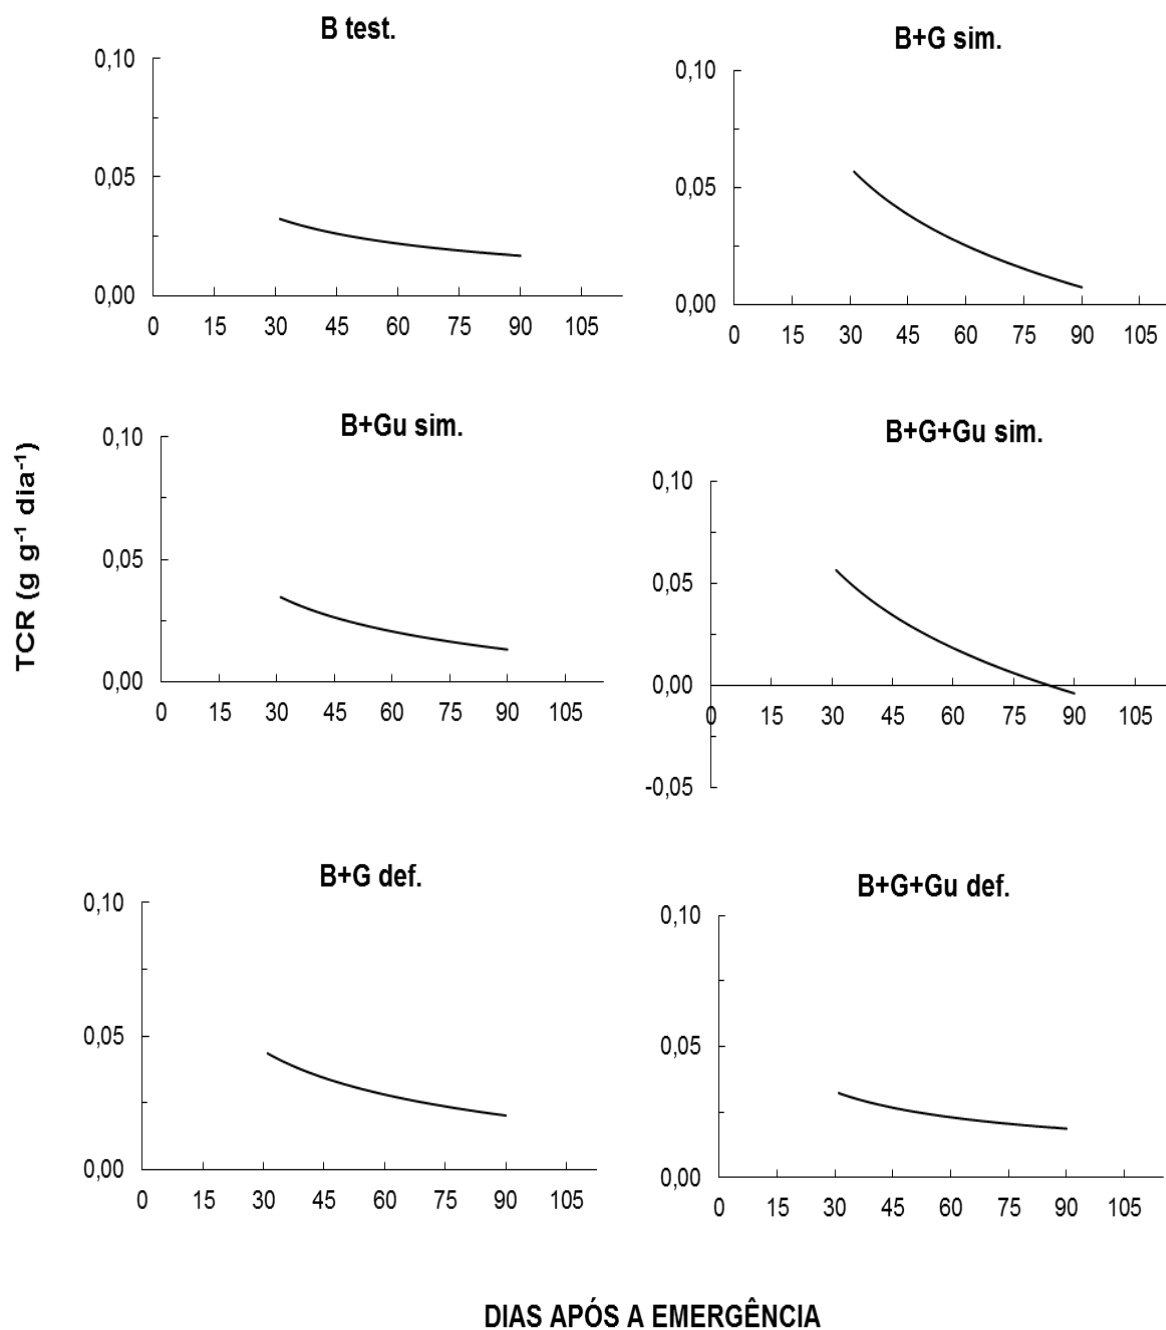 B test.
0,10
0,05
0,00
0 15 30 45 60 75 90 105
B+G sim.
0,10
0,05
0,00
0 15 30 45 60 75 90 105
B+Gu sim.
0,10
0,05
0,00
0 15 30 45 60 75 90 105
B+G+Gu sim.
0,10
0,05
0,00
0 15 30 45 60 75 90 105
-0,05
TCR (g g⁻¹ dia⁻¹)
B+G def.
0,10
0,05
0,00
0 15 30 45 60 75 90 105
B+G+Gu def.
0,10
0,05
0,00
0 15 30 45 60 75 90 105
DIAS APÓS A EMERGÊNCIA